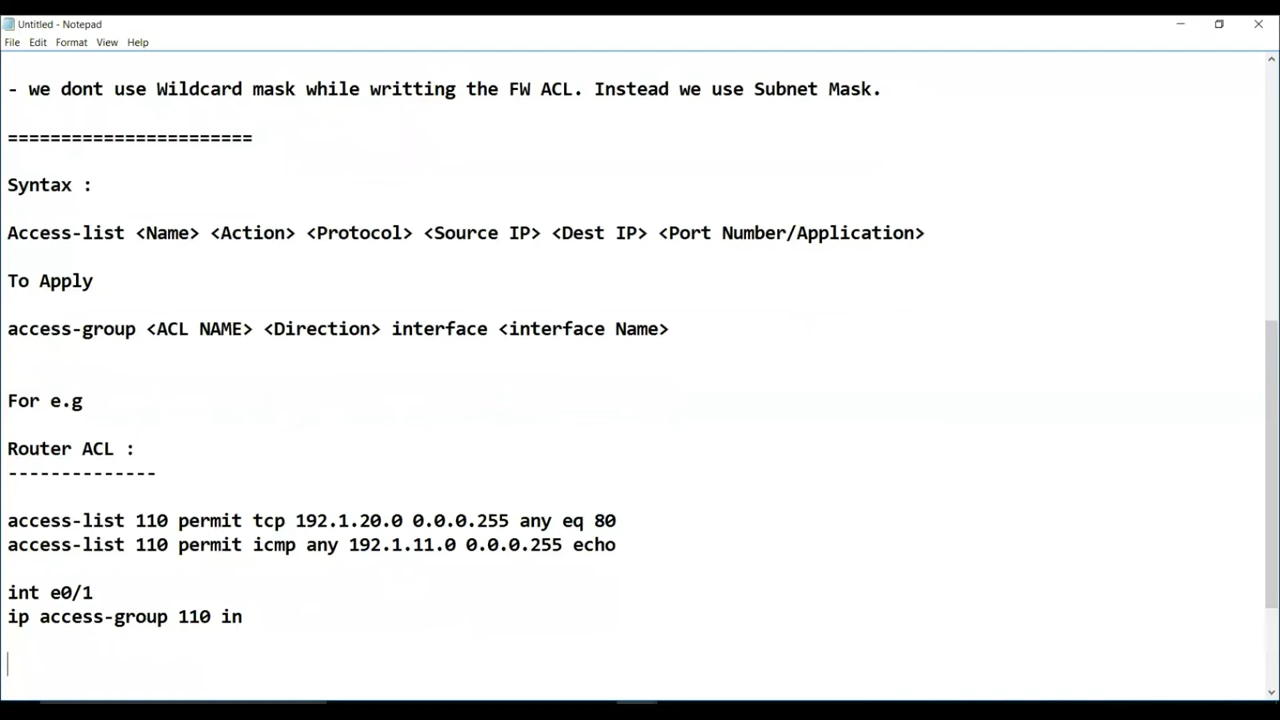 Untitled - Notepad
File Edit Format View Help
- we dont use Wildcard mask while writting the FW ACL. Instead we use Subnet Mask.
=======================
Syntax :
Access-list <Name> <Action> <Protocol> <Source IP> <Dest IP> <Port Number/Application>
To Apply
access-group <ACL NAME> <Direction> interface <interface Name>
For e.g
Router ACL :
--------------
access-list 110 permit tcp 192.1.20.0 0.0.0.255 any eq 80
access-list 110 permit icmp any 192.1.11.0 0.0.0.255 echo
int e0/1
ip access-group 110 in